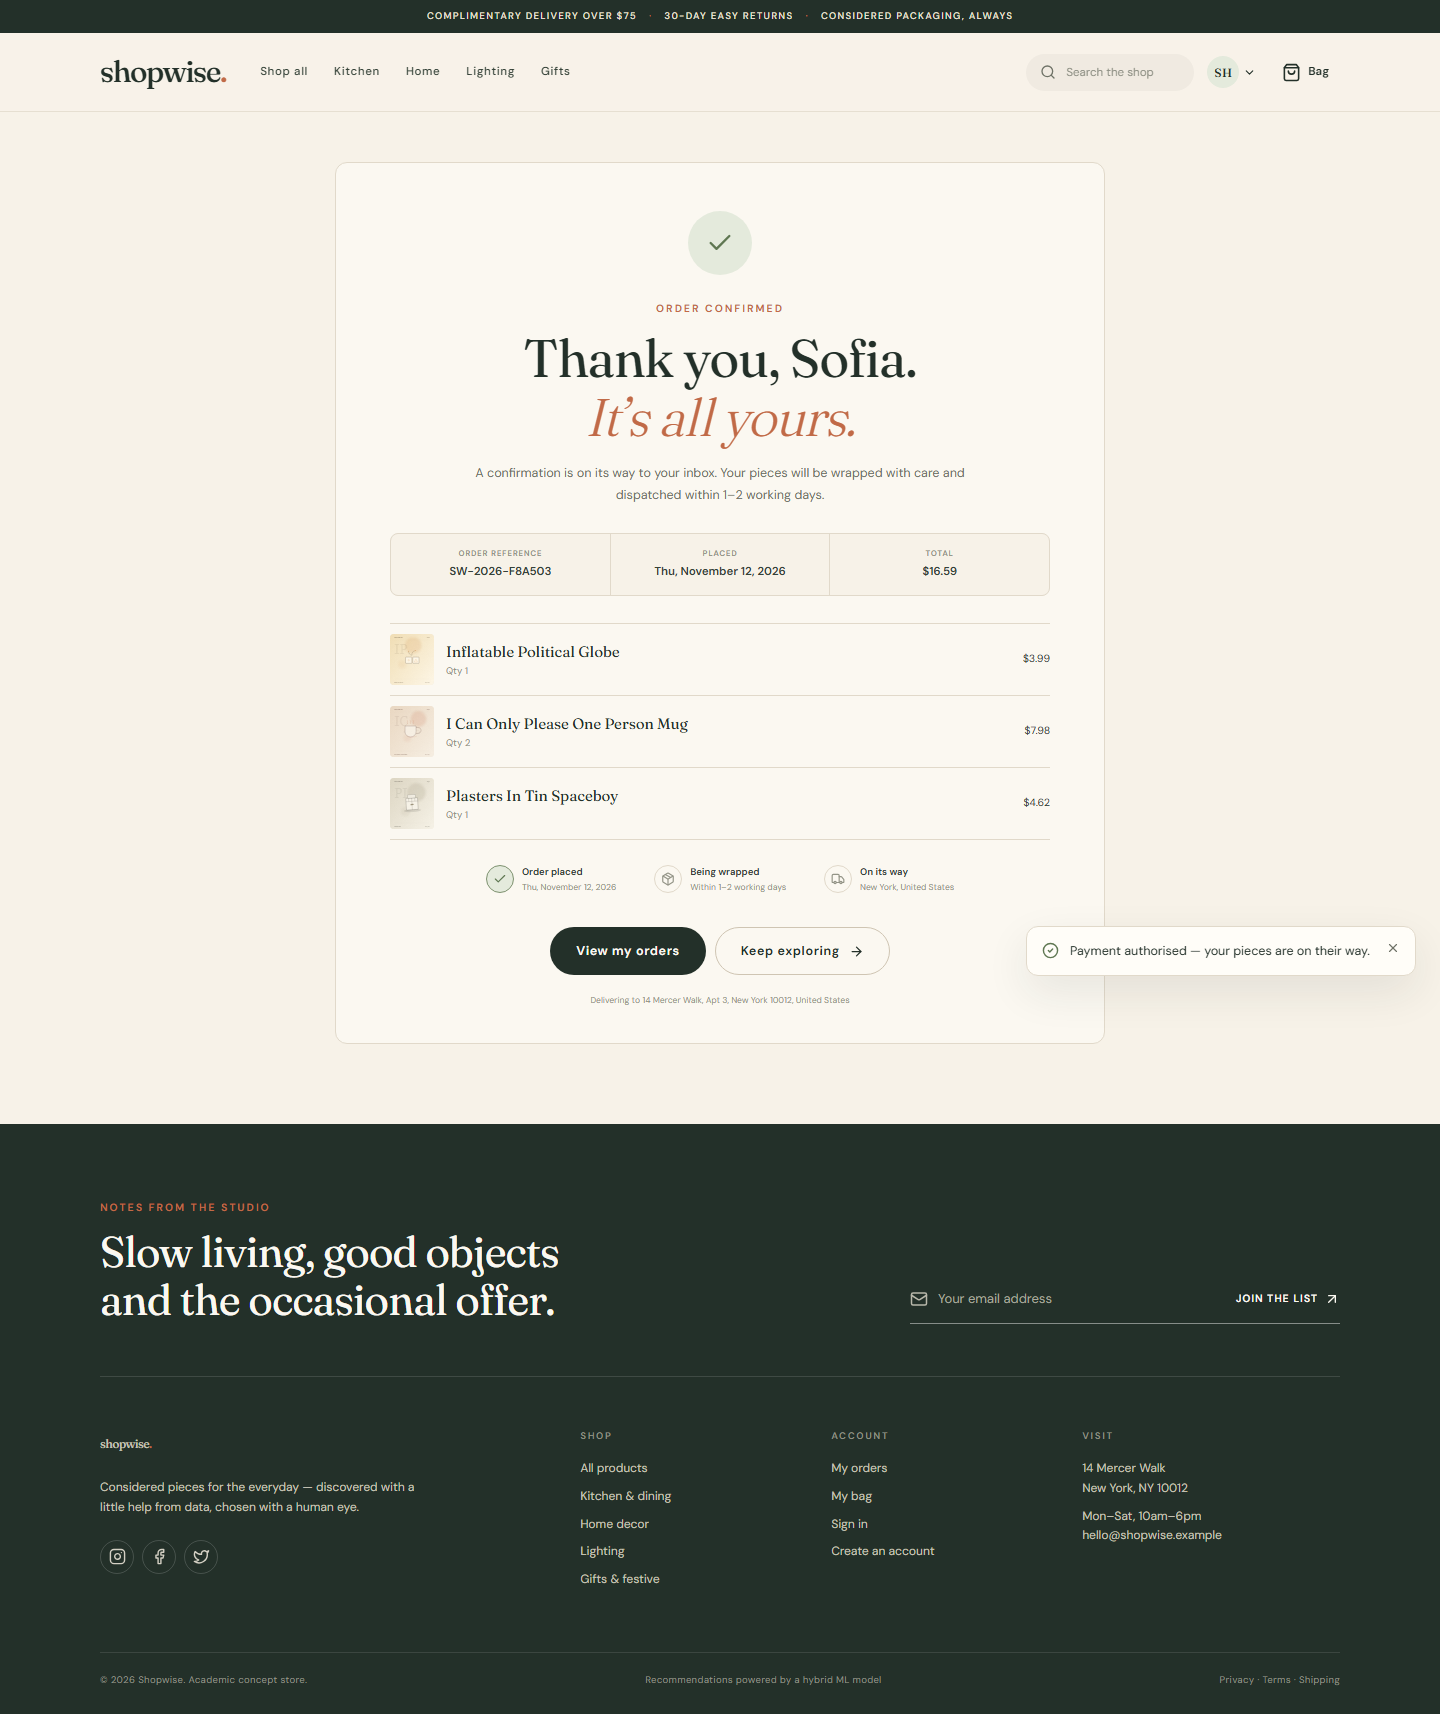 COMPLIMENTARY DELIVERY OVER $75 · 30-DAY EASY RETURNS · CONSIDERED PACKAGING, ALWAYS
shopwise.
Shop all
Kitchen
Home
Lighting
Gifts
Search the shop
SH
Bag
ORDER CONFIRMED
Thank you, Sofia.
It's all yours.
A confirmation is on its way to your inbox. Your pieces will be wrapped with care and
dispatched within 1–2 working days.
ORDER REFERENCE
SW-2026-F8A503
PLACED
Thu, November 12, 2026
TOTAL
$16.59
Inflatable Political Globe
Qty 1
$3.99
I Can Only Please One Person Mug
Qty 2
$7.98
Plasters In Tin Spaceboy
Qty 1
$4.62
Order placed
Thu, November 12, 2026
Being wrapped
Within 1–2 working days
On its way
New York, United States
View my orders
Keep exploring
Payment authorised — your pieces are on their way.
Delivering to 14 Mercer Walk, Apt 3, New York 10012, United States
NOTES FROM THE STUDIO
Slow living, good objects
and the occasional offer.
Your email address
JOIN THE LIST
shopwise.
Considered pieces for the everyday — discovered with a
little help from data, chosen with a human eye.
SHOP
All products
Kitchen & dining
Home decor
Lighting
Gifts & festive
ACCOUNT
My orders
My bag
Sign in
Create an account
VISIT
14 Mercer Walk
New York, NY 10012
Mon–Sat, 10am–6pm
hello@shopwise.example
© 2026 Shopwise. Academic concept store.
Recommendations powered by a hybrid ML model
Privacy · Terms · Shipping